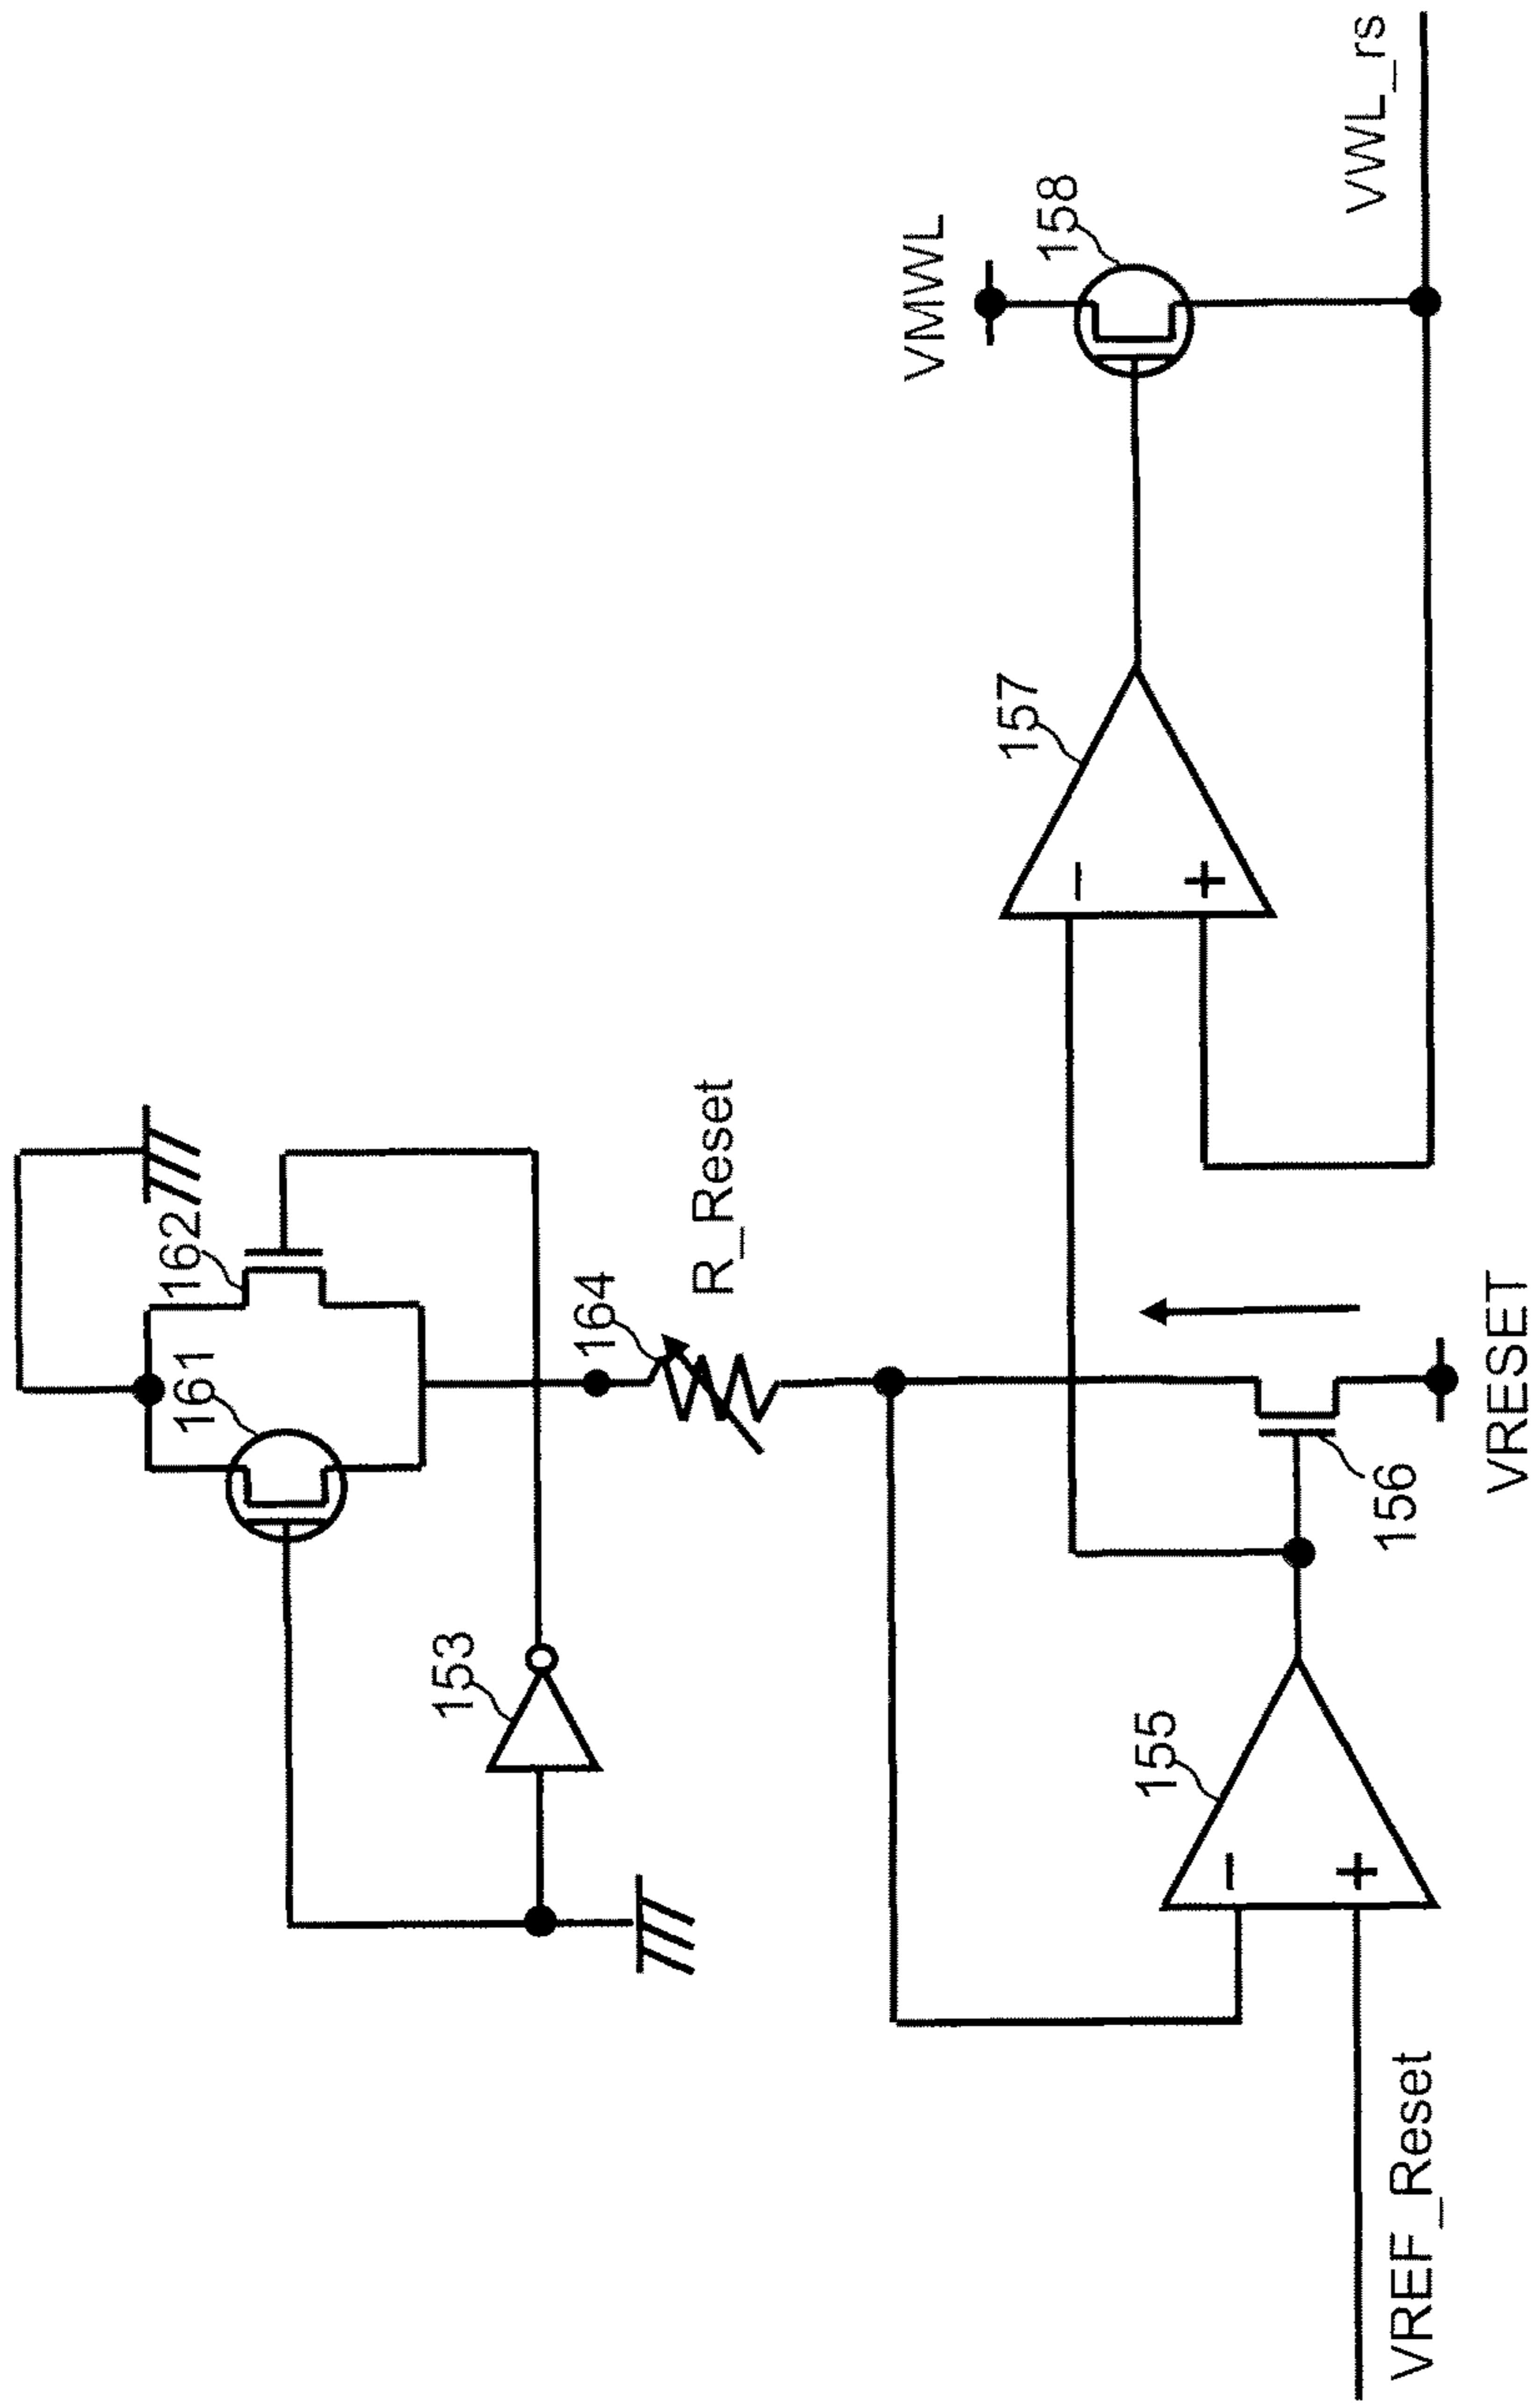 162
161
153
164
R_Reset
VMWL
158
157
VWL_rs
155
156
VRESET
VREF_Reset
−
+
−
+